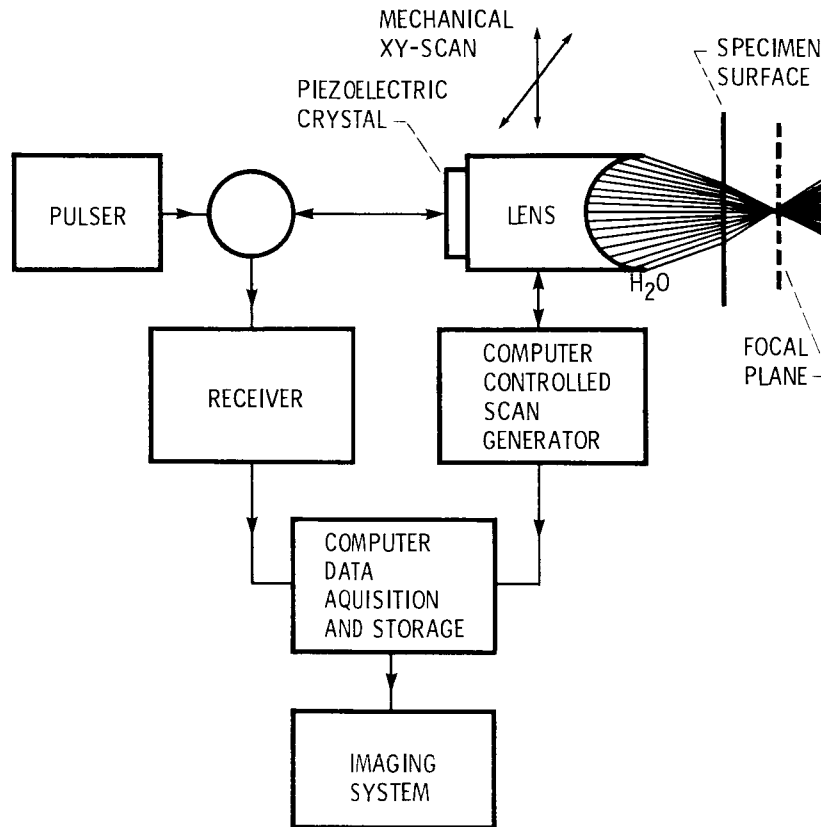 MECHANICAL
XY-SCAN
SPECIMEN
SURFACE
PIEZOELECTRIC
CRYSTAL
PULSER
LENS
H2O
RECEIVER
COMPUTER
CONTROLLED
SCAN
GENERATOR
FOCAL
PLANE
COMPUTER
DATA
AQUISITION
AND STORAGE
IMAGING
SYSTEM